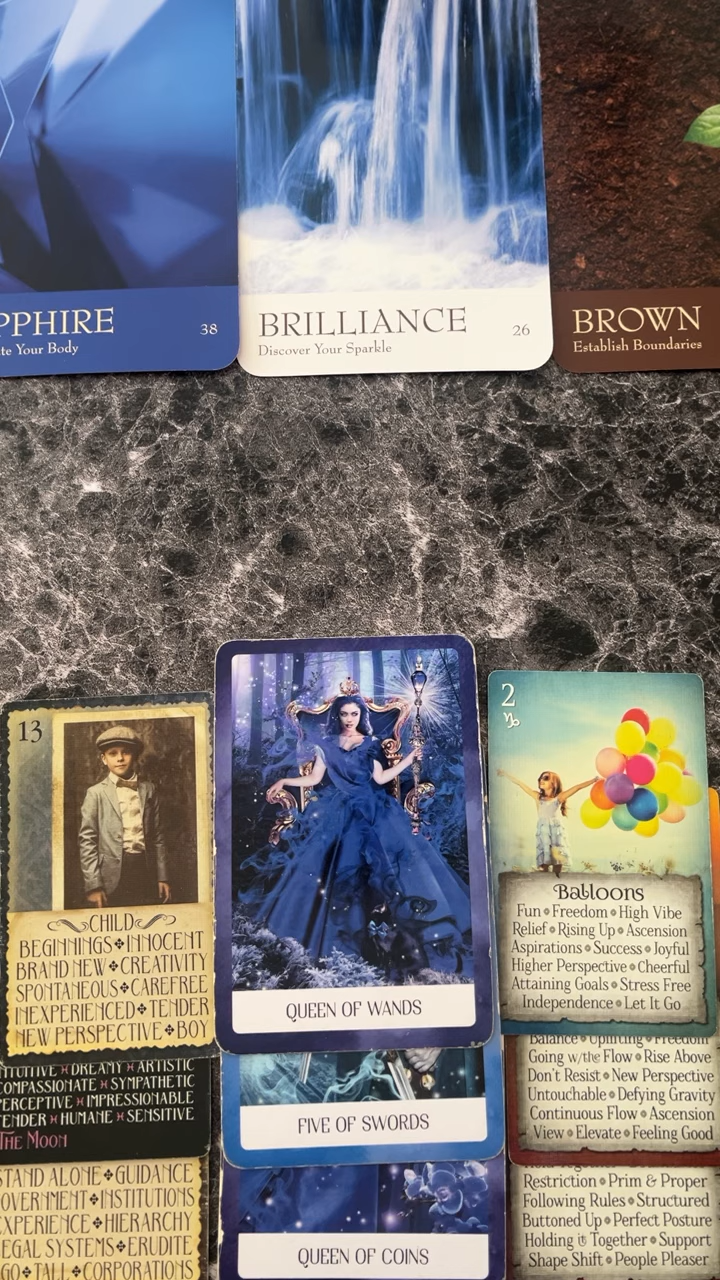 PPHIRE
te Your Body
38
BRILLIANCE
Discover Your Sparkle
26
BROWN
Establish Boundaries
13
CHILD
BEGINNINGS❖INNOCENT
BRAND NEW❖CREATIVITY
SPONTANEOUS❖CAREFREE
INEXPERIENCED❖TENDER
NEW PERSPECTIVE❖BOY
NTUITIVE ♓ DREAMY ♓ ARTISTIC
COMPASSIONATE ♓ SYMPATHETIC
PERCEPTIVE ♓ IMPRESSIONABLE
TENDER ♓ HUMANE ♓ SENSITIVE
THE MOON
STAND ALONE❖GUIDANCE
OVERNMENT❖INSTITUTIONS
XPERIENCE❖HIERARCHY
EGAL SYSTEMS❖ERUDITE
GO❖TALL❖CORPORATIONS
QUEEN OF WANDS
FIVE OF SWORDS
QUEEN OF COINS
2
♑
Balloons
Fun • Freedom • High Vibe
Relief • Rising Up • Ascension
Aspirations • Success • Joyful
Higher Perspective • Cheerful
Attaining Goals • Stress Free
Independence • Let It Go
Balance • Uplifting • Freedom
Going w/the Flow • Rise Above
Don't Resist • New Perspective
Untouchable • Defying Gravity
Continuous Flow • Ascension
View • Elevate • Feeling Good
Restriction • Prim & Proper
Following Rules • Structured
Buttoned Up • Perfect Posture
Holding it Together • Support
Shape Shift • People Pleaser